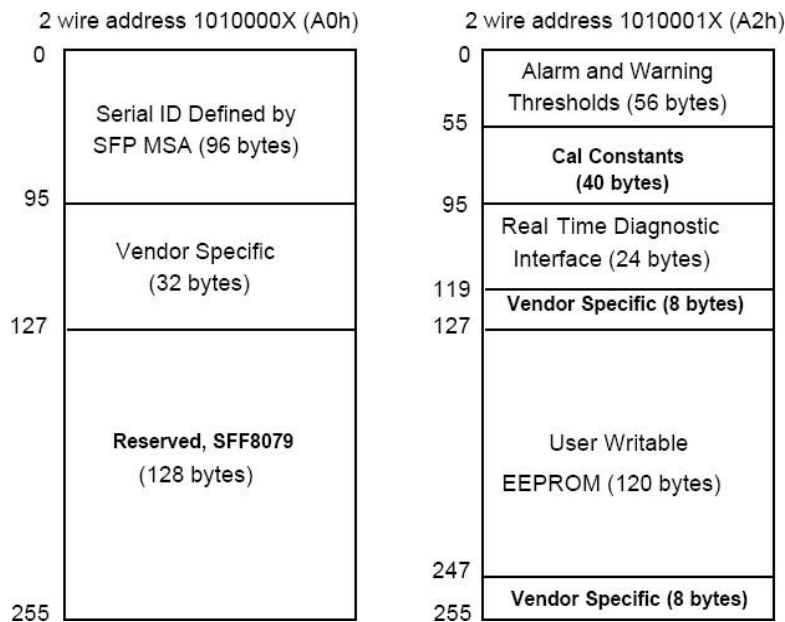 2 wire address 1010000X (A0h)
0
Serial ID Defined by
SFP MSA (96 bytes)
95
Vendor Specific
(32 bytes)
127
Reserved, SFF8079
(128 bytes)
255
2 wire address 1010001X (A2h)
0
Alarm and Warning
Thresholds (56 bytes)
55
Cal Constants
(40 bytes)
95
Real Time Diagnostic
Interface (24 bytes)
119
Vendor Specific (8 bytes)
127
User Writable
EEPROM (120 bytes)
247
Vendor Specific (8 bytes)
255